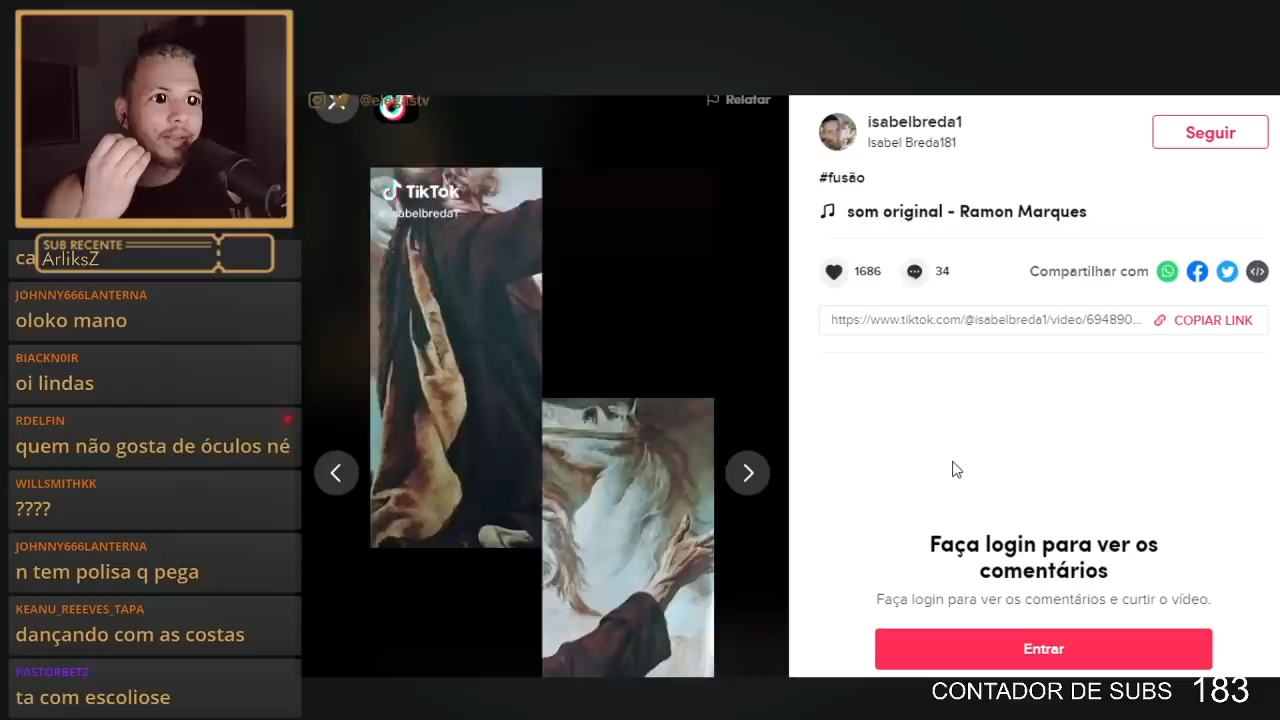 SUB RECENTE
ca
ArliksZ
JOHNNY666LANTERNA
oloko mano
BIACKN0IR
oi lindas
RDELFIN
quem não gosta de óculos né
WILLSMITHKK
????
JOHNNY666LANTERNA
n tem polisa q pega
KEANU_REEEVES_TAPA
dançando com as costas
PASTORBETZ
ta com escoliose
Relatar
TikTok
@isabelbreda1
isabelbreda1
Isabel Breda181
Seguir
#fusão
som original - Ramon Marques
1686
34
Compartilhar com
https://www.tiktok.com/@isabelbreda1/video/694890...
COPIAR LINK
Faça login para ver os
comentários
Faça login para ver os comentários e curtir o vídeo.
Entrar
CONTADOR DE SUBS 183